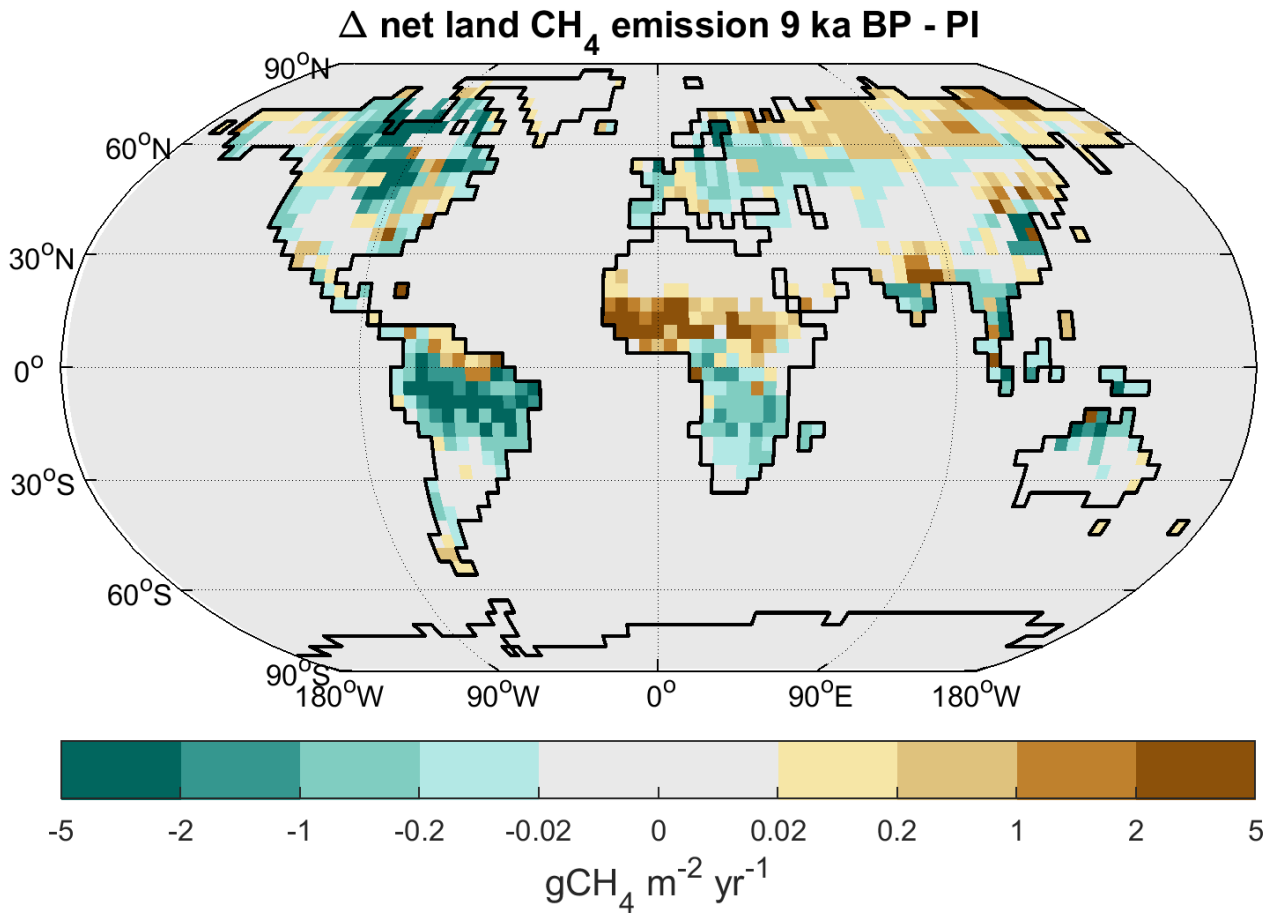 Δ net land CH₄ emission 9 ka BP - PI
90°N
60°N
30°N
0°
30°S
60°S
90°S
180°W 90°W 0° 90°E 180°W
-5 -2 -1 -0.2 -0.02 0 0.02 0.2 1 2 5
gCH₄ m⁻² yr⁻¹